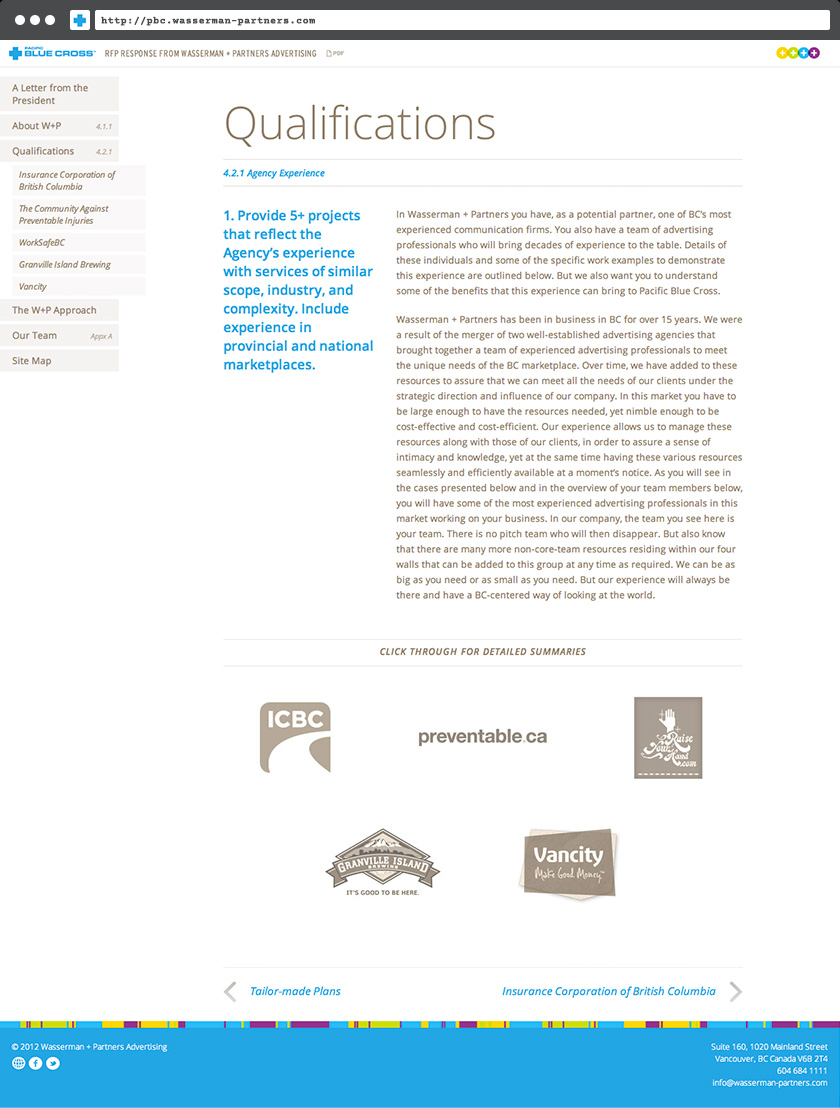 http://pbc.wasserman-partners.com
PACIFIC
BLUE CROSS®
RFP RESPONSE FROM WASSERMAN + PARTNERS ADVERTISING
PDF
A Letter from the
President
About W+P 4.1.1
Qualifications 4.2.1
Insurance Corporation of
British Columbia
The Community Against
Preventable Injuries
WorkSafeBC
Granville Island Brewing
Vancity
The W+P Approach
Our Team Appx A
Site Map
Qualifications
4.2.1 Agency Experience
1. Provide 5+ projects
that reflect the
Agency's experience
with services of similar
scope, industry, and
complexity. Include
experience in
provincial and national
marketplaces.
In Wasserman + Partners you have, as a potential partner, one of BC's most
experienced communication firms. You also have a team of advertising
professionals who will bring decades of experience to the table. Details of
these individuals and some of the specific work examples to demonstrate
this experience are outlined below. But we also want you to understand
some of the benefits that this experience can bring to Pacific Blue Cross.
Wasserman + Partners has been in business in BC for over 15 years. We were
a result of the merger of two well-established advertising agencies that
brought together a team of experienced advertising professionals to meet
the unique needs of the BC marketplace. Over time, we have added to these
resources to assure that we can meet all the needs of our clients under the
strategic direction and influence of our company. In this market you have to
be large enough to have the resources needed, yet nimble enough to be
cost-effective and cost-efficient. Our experience allows us to manage these
resources along with those of our clients, in order to assure a sense of
intimacy and knowledge, yet at the same time having these various resources
seamlessly and efficiently available at a moment's notice. As you will see in
the cases presented below and in the overview of your team members below,
you will have some of the most experienced advertising professionals in this
market working on your business. In our company, the team you see here is
your team. There is no pitch team who will then disappear. But also know
that there are many more non-core-team resources residing within our four
walls that can be added to this group at any time as required. We can be as
big as you need or as small as you need. But our experience will always be
there and have a BC-centered way of looking at the world.
CLICK THROUGH FOR DETAILED SUMMARIES
ICBC
preventable.ca
Raise
Your
Hand
.com
GRANVILLE ISLAND
BREWING
IT'S GOOD TO BE HERE.
Vancity
Make Good Money™
Tailor-made Plans
Insurance Corporation of British Columbia
© 2012 Wasserman + Partners Advertising
Suite 160, 1020 Mainland Street
Vancouver, BC Canada V6B 2T4
604 684 1111
info@wasserman-partners.com